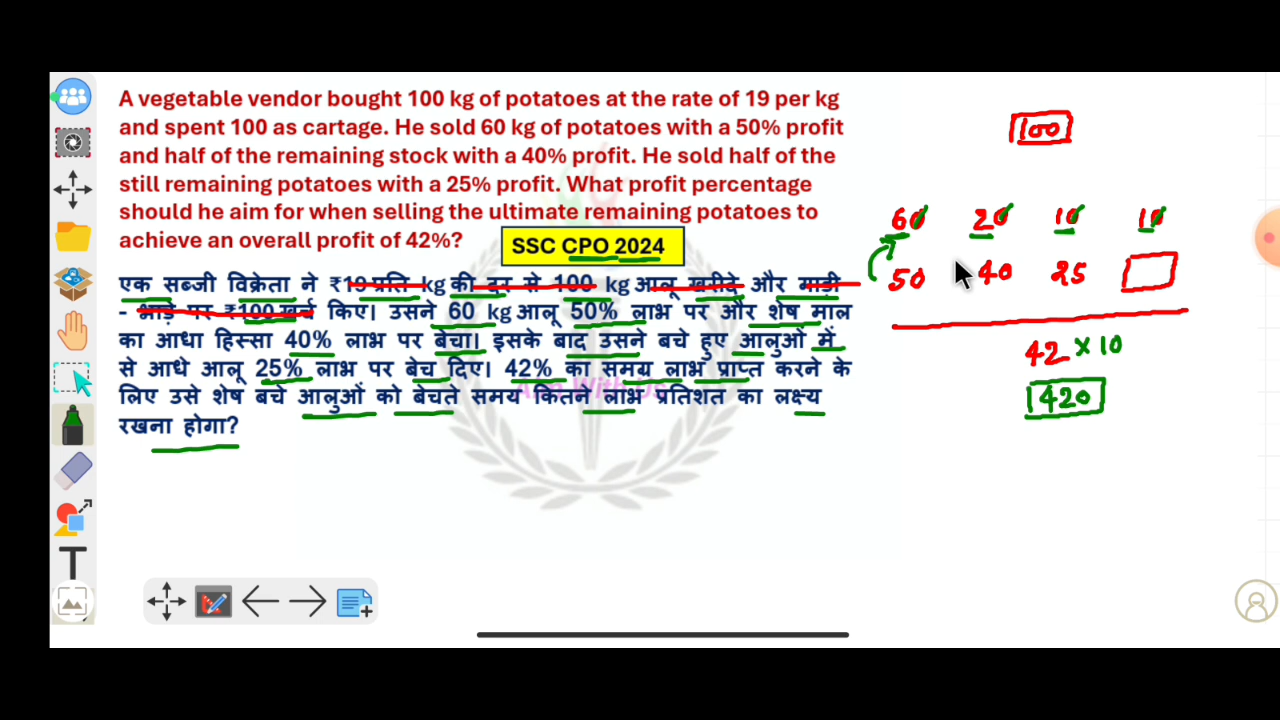 A vegetable vendor bought 100 kg of potatoes at the rate of 19 per kg
and spent 100 as cartage. He sold 60 kg of potatoes with a 50% profit
and half of the remaining stock with a 40% profit. He sold half of the
still remaining potatoes with a 25% profit. What profit percentage
should he aim for when selling the ultimate remaining potatoes to
achieve an overall profit of 42%?
SSC CPO 2024
एक सब्जी विक्रेता ने ₹19 प्रति kg की दर से 100 kg आलू खरीदे और गाड़ी
- भाड़े पर ₹100 खर्च किए। उसने 60 kg आलू 50% लाभ पर और शेष माल
का आधा हिस्सा 40% लाभ पर बेचा। इसके बाद उसने बचे हुए आलुओं में
से आधे आलू 25% लाभ पर बेच दिए। 42% का समग्र लाभ प्राप्त करने के
लिए उसे शेष बचे आलुओं को बेचते समय कितने लाभ प्रतिशत का लक्ष्य
रखना होगा?
100
60 20 10 10
50 40 25
42 × 10
420
T